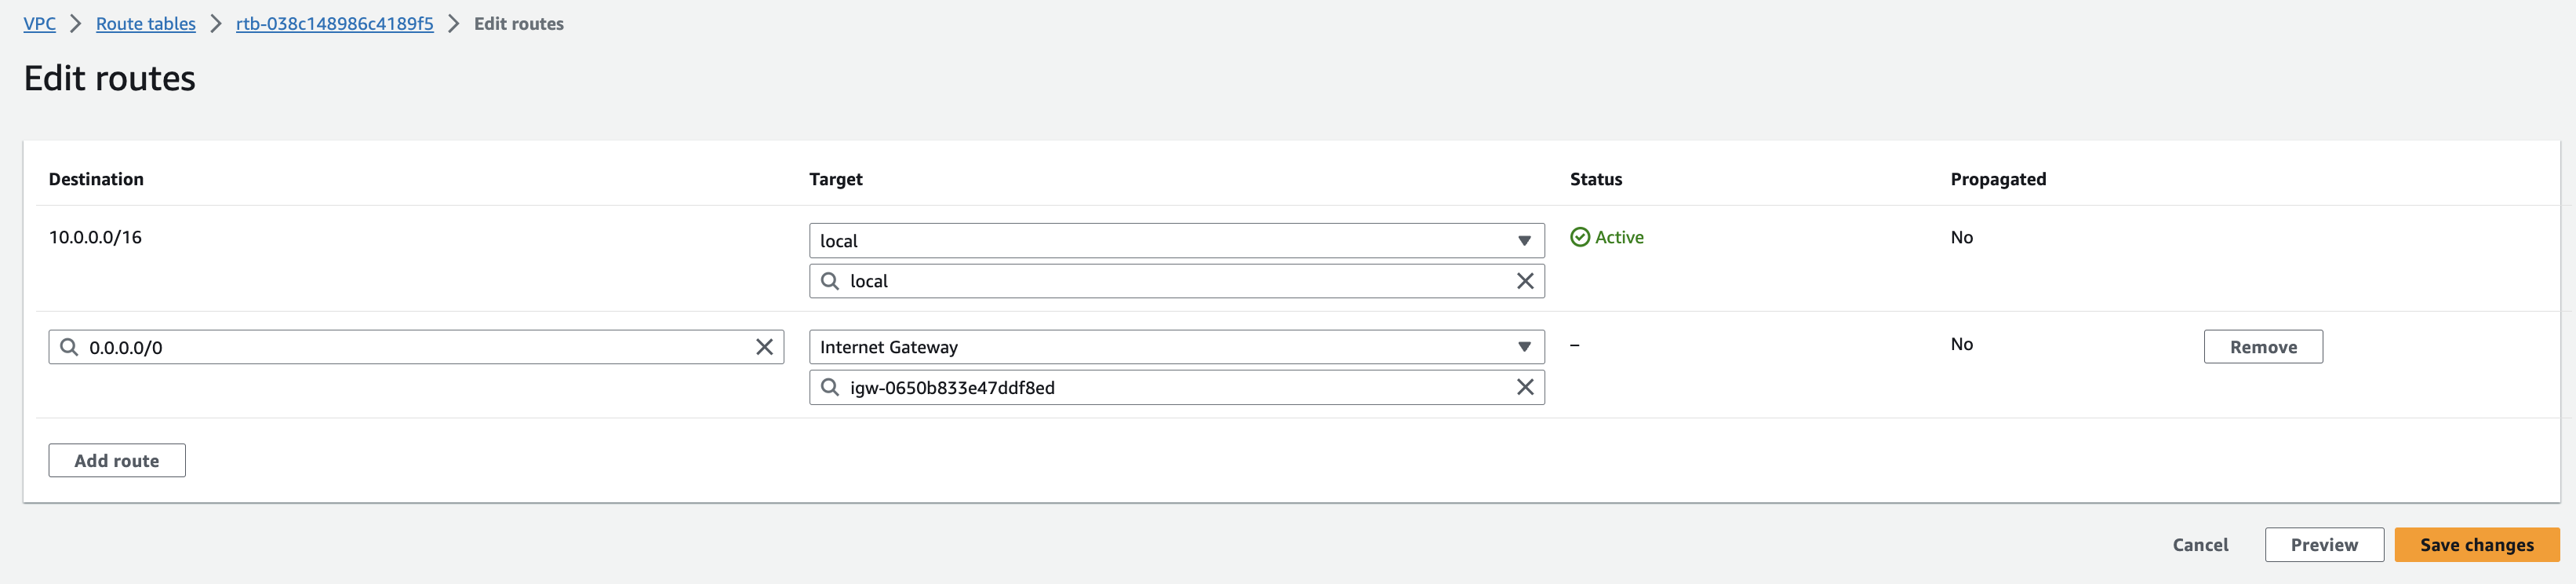 VPC > Route tables > rtb-038c148986c4189f5 > Edit routes
Edit routes
Destination Target Status Propagated
10.0.0.0/16 local Active No
local
0.0.0.0/0 Internet Gateway – No Remove
igw-0650b833e47ddf8ed
Add route
Cancel Preview Save changes